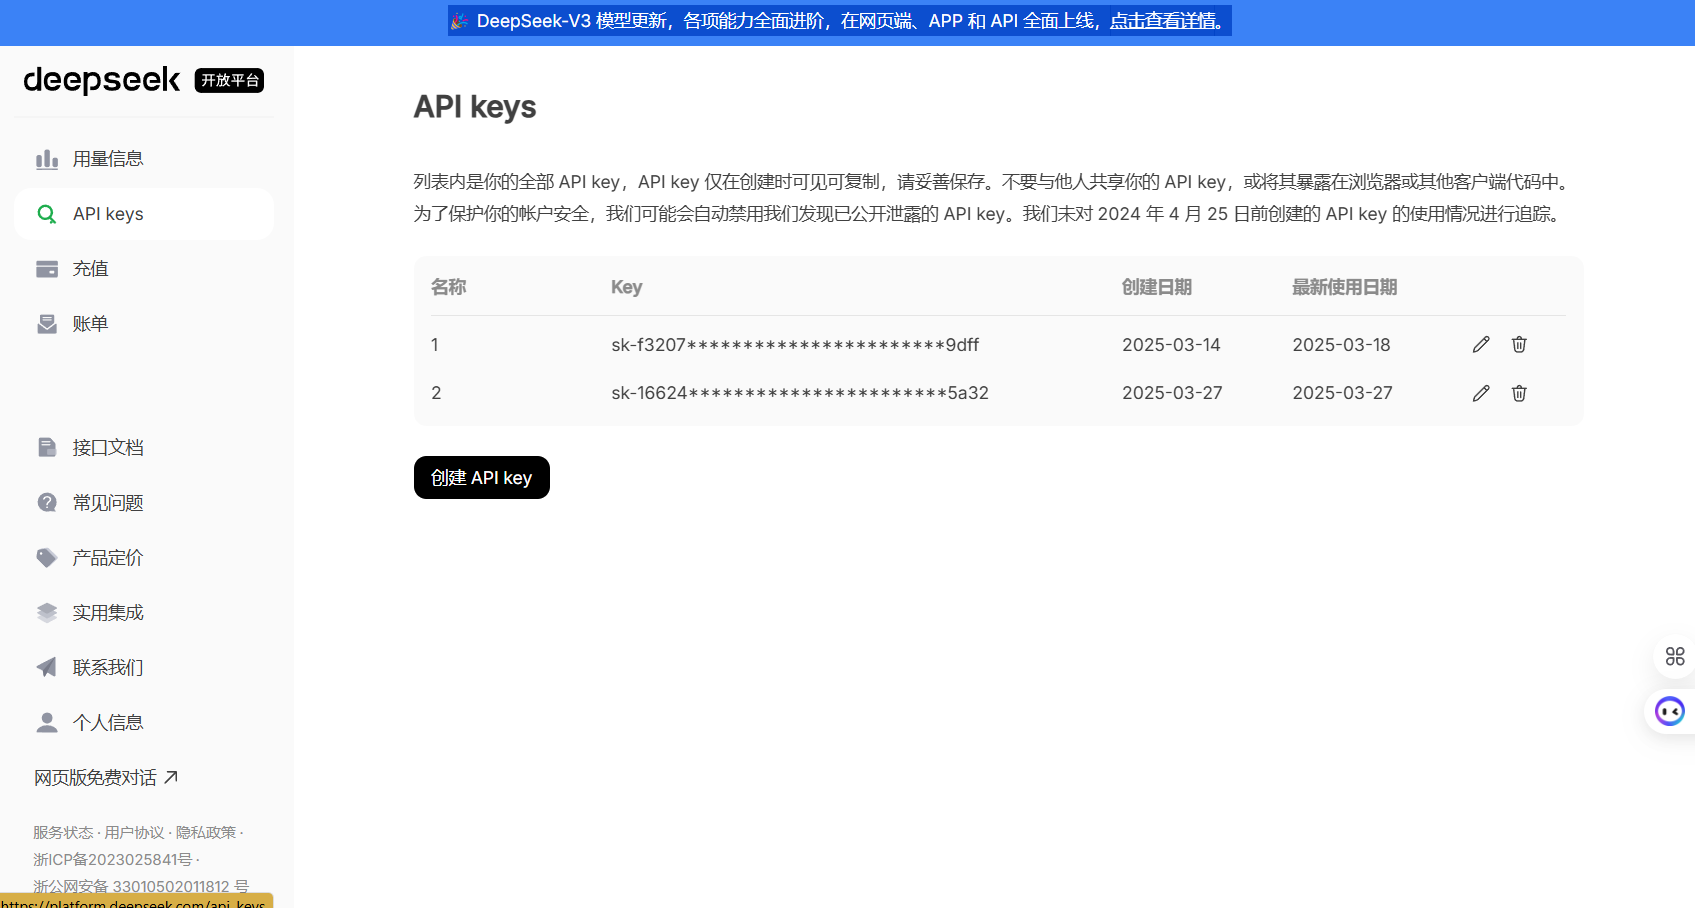 🎉 DeepSeek-V3 模型更新，各项能力全面进阶，在网页端、APP 和 API 全面上线，点击查看详情。
deepseek 开放平台
用量信息
API keys
充值
账单
接口文档
常见问题
产品定价
实用集成
联系我们
个人信息
网页版免费对话
服务状态 · 用户协议 · 隐私政策 ·
浙ICP备2023025841号 ·
浙公网安备 33010502011812 号
https://platform.deepseek.com/api_keys
API keys
列表内是你的全部 API key，API key 仅在创建时可见可复制，请妥善保存。不要与他人共享你的 API key，或将其暴露在浏览器或其他客户端代码中。
为了保护你的帐户安全，我们可能会自动禁用我们发现已公开泄露的 API key。我们未对 2024 年 4 月 25 日前创建的 API key 的使用情况进行追踪。
名称 Key 创建日期 最新使用日期
1 sk-f3207***********************9dff 2025-03-14 2025-03-18
2 sk-16624***********************5a32 2025-03-27 2025-03-27
创建 API key